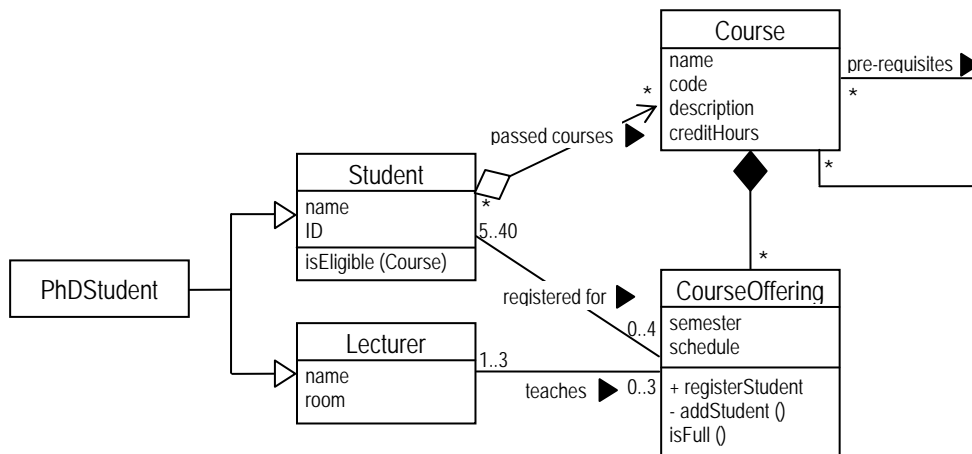 Course
name
code
description
creditHours
pre-requisites
*
*
*
passed courses
Student
name
ID
isEligible (Course)
*
5..40
PhDStudent
registered for
0..4
*
CourseOffering
semester
schedule
+ registerStudent
- addStudent ()
isFull ()
Lecturer
name
room
1..3
teaches
0..3